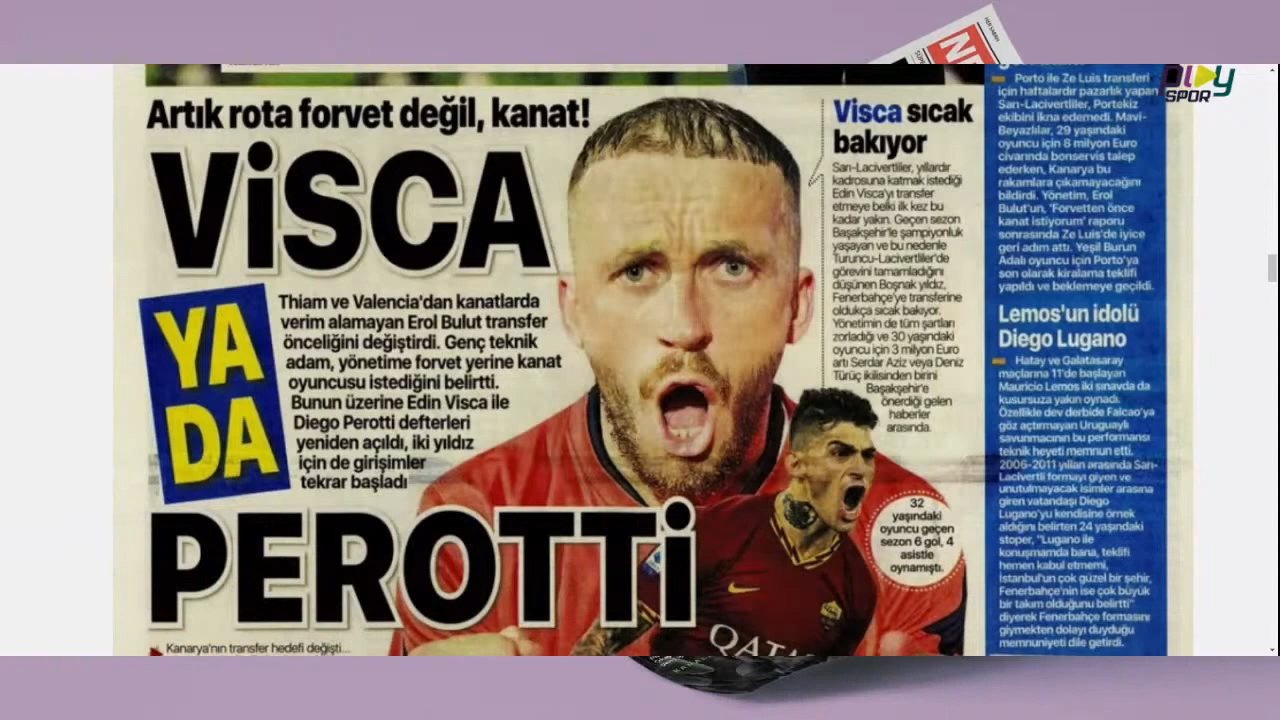 play
SPOR
Artık rota forvet değil, kanat!
VİSCA
YA
DA
PEROTTİ
Thiam ve Valencia'dan kanatlarda
verim alamayan Erol Bulut transfer
önceliğini değiştirdi. Genç teknik
adam, yönetime forvet yerine kanat
oyuncusu istediğini belirtti.
Bunun üzerine Edin Visca ile
Diego Perotti defterleri
yeniden açıldı, iki yıldız
için de girişimler
tekrar başladı
Kanarya'nın transfer hedefi değişti...
Visca sıcak
bakıyor
Sarı-Lacivertliler, yıllardır
kadrosuna katmak istediği
Edin Visca'yı transfer
etmeye belki ilk kez bu
kadar yakın. Geçen sezon
Başakşehir'le şampiyonluk
yaşayan ve bu nedenle
Turuncu-Lacivertliler'de
görevini tamamladığını
düşünen Boşnak yıldız,
Fenerbahçe'ye transferine
oldukça sıcak bakıyor.
Yönetimin de tüm şartları
zorladığı ve 30 yaşındaki
oyuncu için 3 milyon Euro
artı Serdar Aziz veya Deniz
Türüç ikilisinden birini
Başakşehir'e
önerdiği gelen
haberler
arasında.
32
yaşındaki
oyuncu geçen
sezon 6 gol, 4
asistle
oynamıştı.
Porto ile Ze Luis transferi
için haftalardır pazarlık yapan
Sarı-Lacivertliler, Portekiz
ekibini ikna edemedi. Mavi-
Beyazlılar, 29 yaşındaki
oyuncu için 8 milyon Euro
civarında bonservis talep
ederken, Kanarya bu
rakamlara çıkamayacağını
bildirdi. Yönetim, Erol
Bulut'un, 'Forvetten önce
kanat istiyorum' raporu
sonrasında Ze Luis'de iyice
geri adım attı. Yeşil Burun
Adalı oyuncu için Porto'ya
son olarak kiralama teklifi
yapıldı ve beklemeye geçildi.
Lemos'un idolü
Diego Lugano
Hatay ve Galatasaray
maçlarına 11'de başlayan
Mauricio Lemos iki sınavda da
kusursuza yakın oynadı.
Özellikle dev derbide Falcao'ya
göz açtırmayan Uruguaylı
savunmacının bu performansı
teknik heyeti memnun etti.
2006-2011 yılları arasında Sarı-
Lacivertli formayı giyen ve
unutulmayacak isimler arasına
giren vatandaşı Diego
Lugano'yu kendisine örnek
aldığını belirten 24 yaşındaki
stoper, "Lugano ile
konuşmamda bana, teklifi
hemen kabul etmemi,
İstanbul'un çok güzel bir şehir,
Fenerbahçe'nin ise çok büyük
bir takım olduğunu belirtti"
diyerek Fenerbahçe forması
giymekten dolayı duyduğu
memnuniyeti dile getirdi.